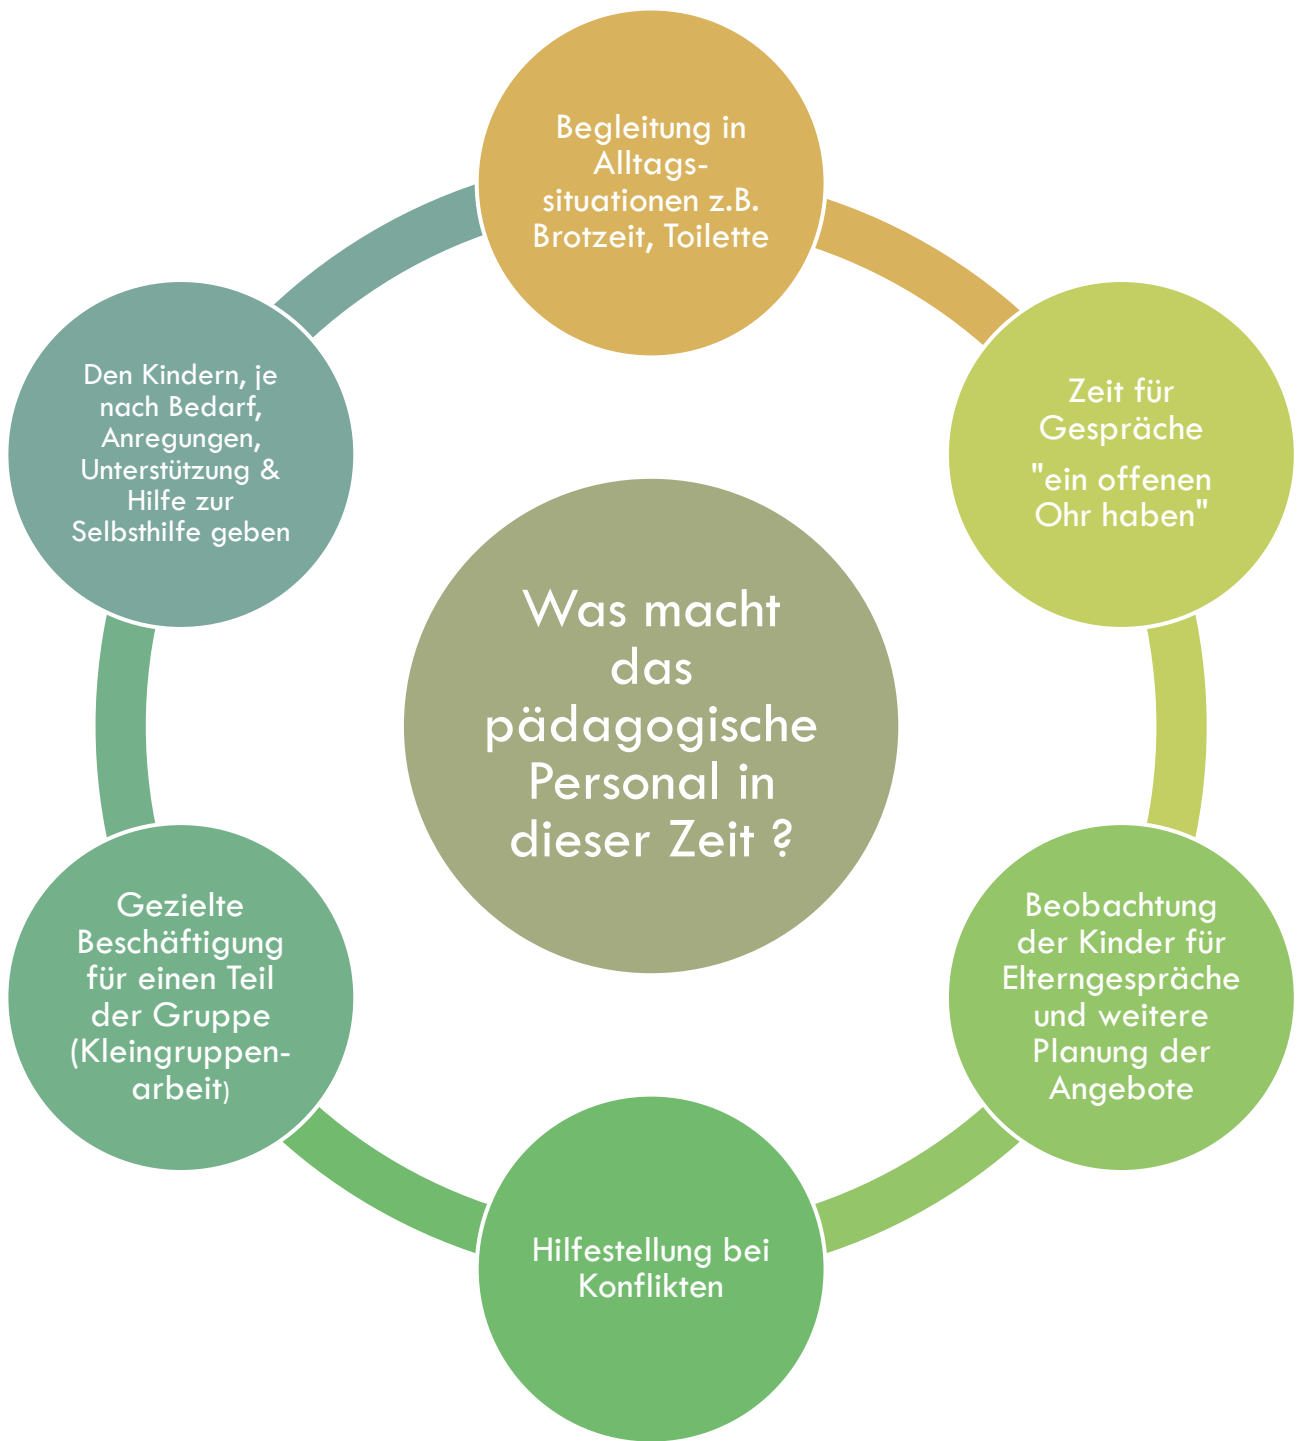 Begleitung in
Alltags-
situationen z.B.
Brotzeit, Toilette
Zeit für
Gespräche
"ein offenen
Ohr haben"
Beobachtung
der Kinder für
Elterngespräche
und weitere
Planung der
Angebote
Hilfestellung bei
Konflikten
Gezielte
Beschäftigung
für einen Teil
der Gruppe
(Kleingruppen-
arbeit)
Den Kindern, je
nach Bedarf,
Anregungen,
Unterstützung &
Hilfe zur
Selbsthilfe geben
Was macht
das
pädagogische
Personal in
dieser Zeit ?